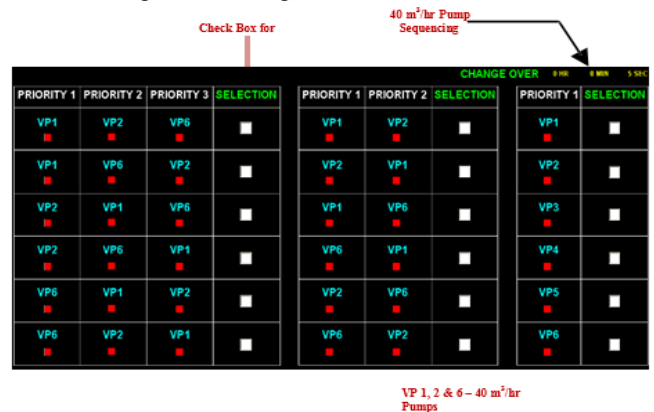 40 m³/hr Pump
Sequencing
Check Box for
CHANGE OVER 0 HR 0 MIN 5 SEC
PRIORITY 1 PRIORITY 2 PRIORITY 3 SELECTION PRIORITY 1 PRIORITY 2 SELECTION PRIORITY 1 SELECTION
VP1 VP2 VP6 VP1 VP2 VP1
VP1 VP6 VP2 VP2 VP1 VP2
VP2 VP1 VP6 VP1 VP6 VP3
VP2 VP6 VP1 VP6 VP1 VP4
VP6 VP1 VP2 VP2 VP6 VP5
VP6 VP2 VP1 VP6 VP2 VP6
VP 1, 2 & 6 – 40 m³/hr
Pumps